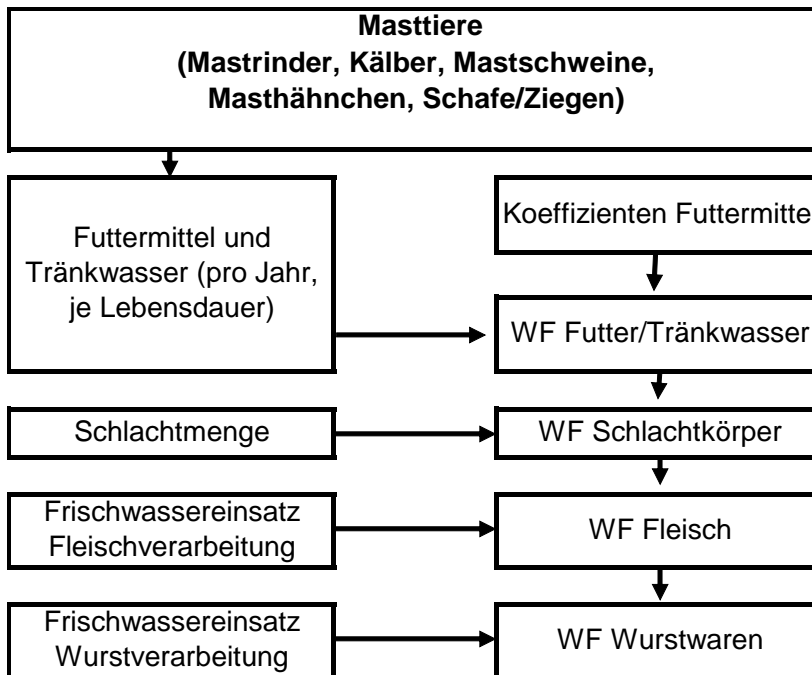 Masttiere
(Mastrinder, Kälber, Mastschweine,
Masthähnchen, Schafe/Ziegen)
Futtermittel und
Tränkwasser (pro Jahr,
je Lebensdauer)
Koeffizienten Futtermitte
WF Futter/Tränkwasser
Schlachtmenge
WF Schlachtkörper
Frischwassereinsatz
Fleischverarbeitung
WF Fleisch
Frischwassereinsatz
Wurstverarbeitung
WF Wurstwaren